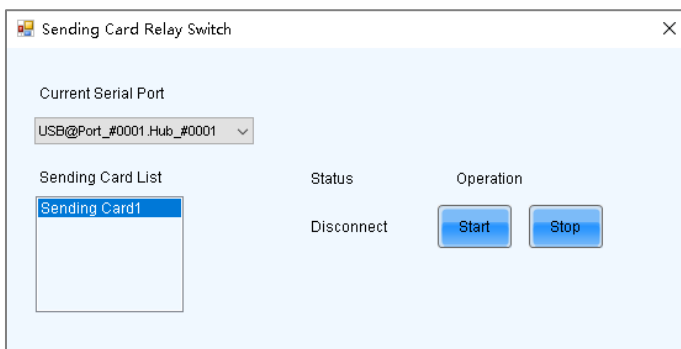 Sending Card Relay Switch
Current Serial Port
USB@Port_#0001.Hub_#0001
Sending Card List
Status
Operation
Sending Card1
Disconnect
Start
Stop